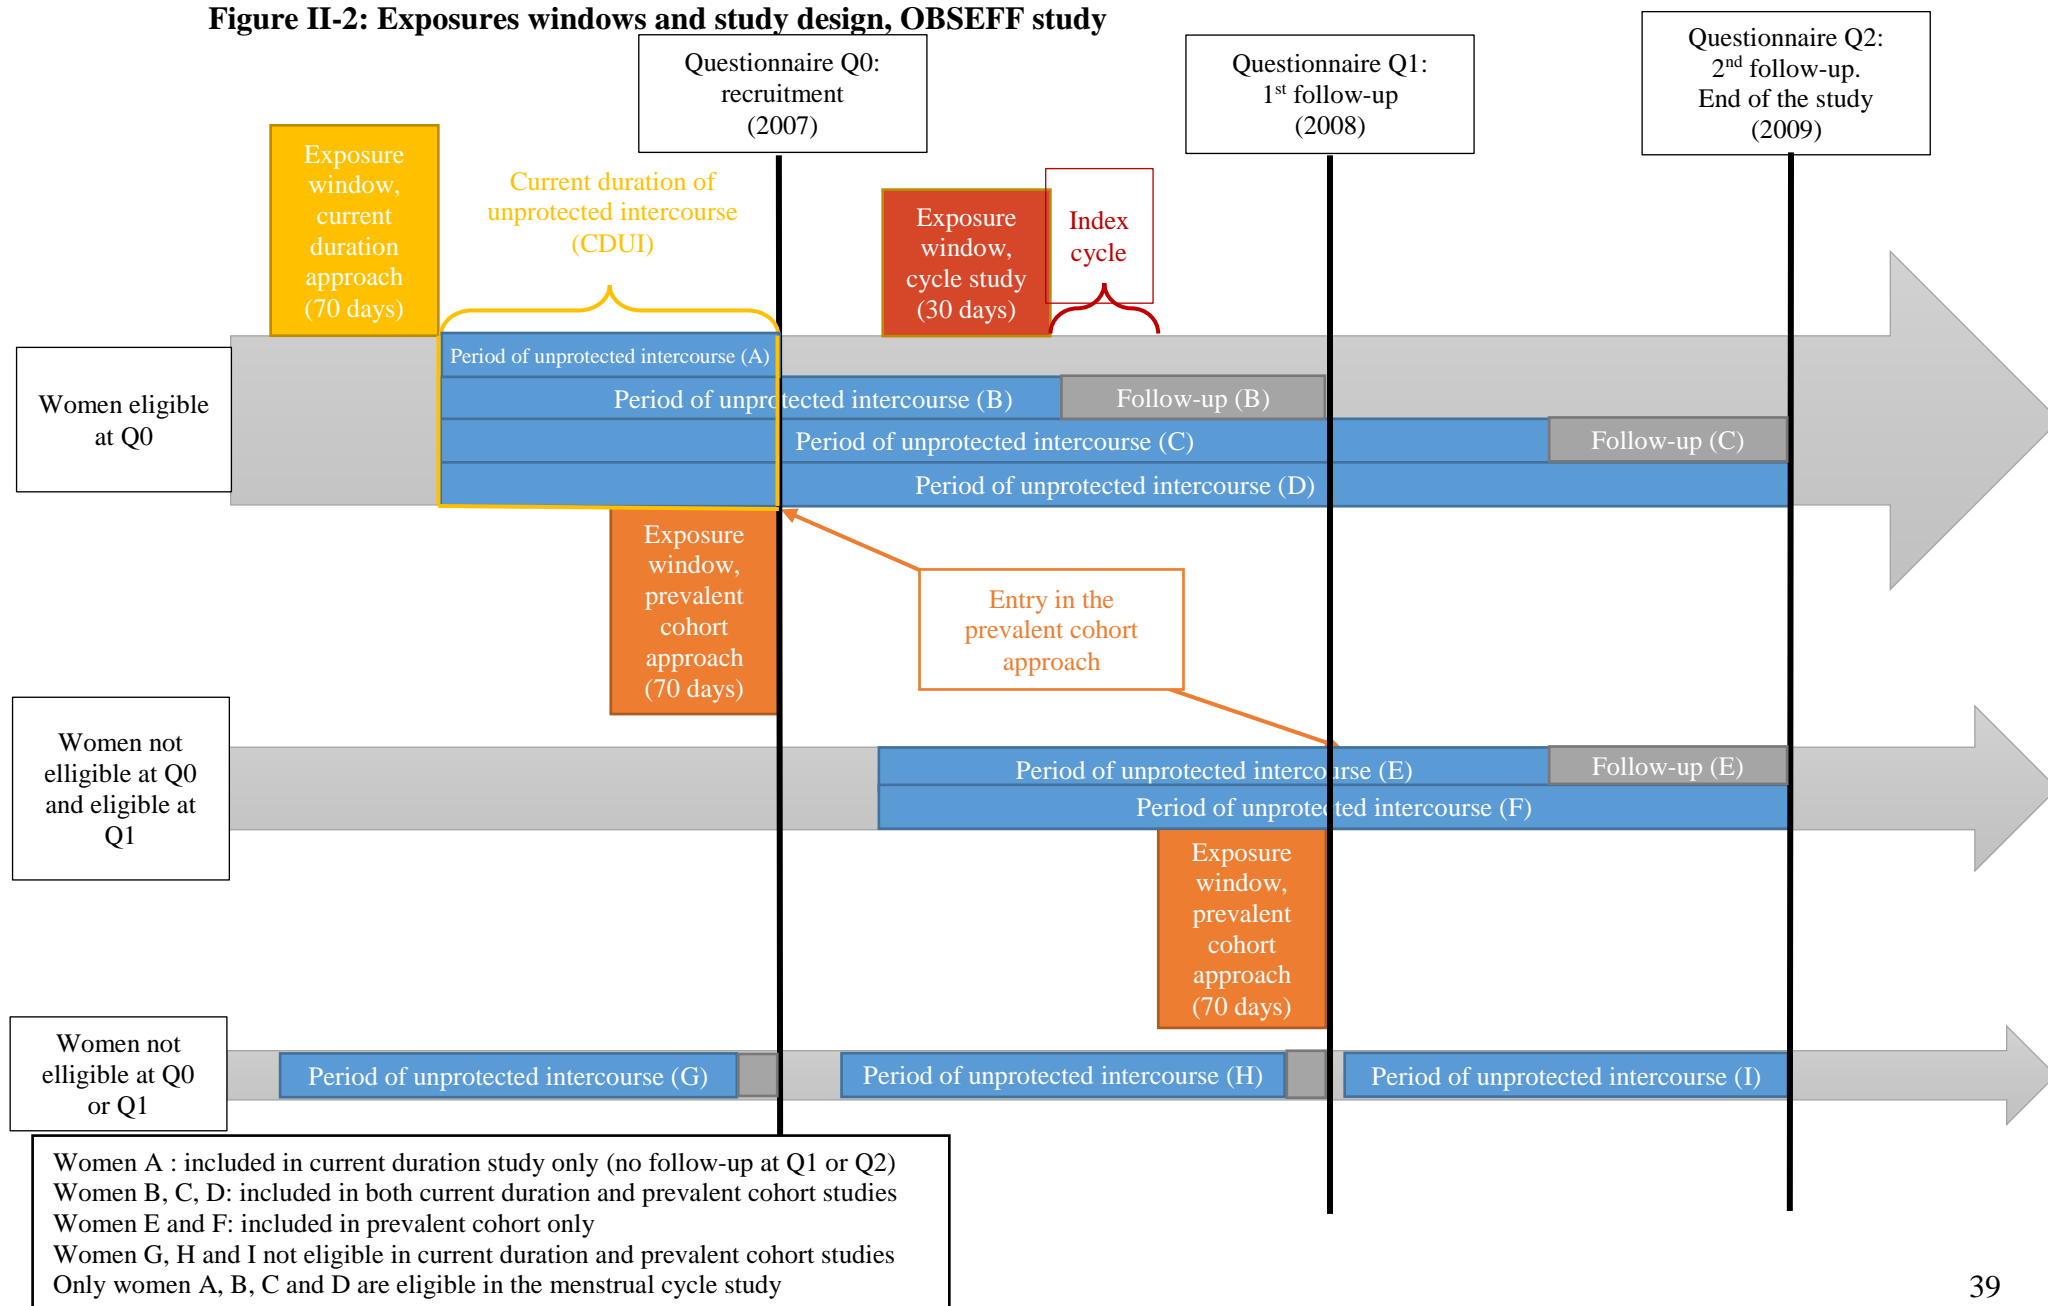 Figure II-2: Exposures windows and study design, OBSEFF study
Questionnaire Q0:
recruitment
(2007)
Questionnaire Q1:
1st follow-up
(2008)
Questionnaire Q2:
2nd follow-up.
End of the study
(2009)
Exposure
window,
current
duration
approach
(70 days)
Current duration of
unprotected intercourse
(CDUI)
Exposure
window,
cycle study
(30 days)
Index
cycle
Women eligible
at Q0
Period of unprotected intercourse (A)
Period of unprotected intercourse (B)
Follow-up (B)
Period of unprotected intercourse (C)
Follow-up (C)
Period of unprotected intercourse (D)
Exposure
window,
prevalent
cohort
approach
(70 days)
Entry in the
prevalent cohort
approach
Women not
elligible at Q0
and eligible at
Q1
Period of unprotected intercourse (E)
Follow-up (E)
Period of unprotected intercourse (F)
Exposure
window,
prevalent
cohort
approach
(70 days)
Women not
elligible at Q0
or Q1
Period of unprotected intercourse (G)
Period of unprotected intercourse (H)
Period of unprotected intercourse (I)
Women A : included in current duration study only (no follow-up at Q1 or Q2)
Women B, C, D: included in both current duration and prevalent cohort studies
Women E and F: included in prevalent cohort only
Women G, H and I not eligible in current duration and prevalent cohort studies
Only women A, B, C and D are eligible in the menstrual cycle study
39